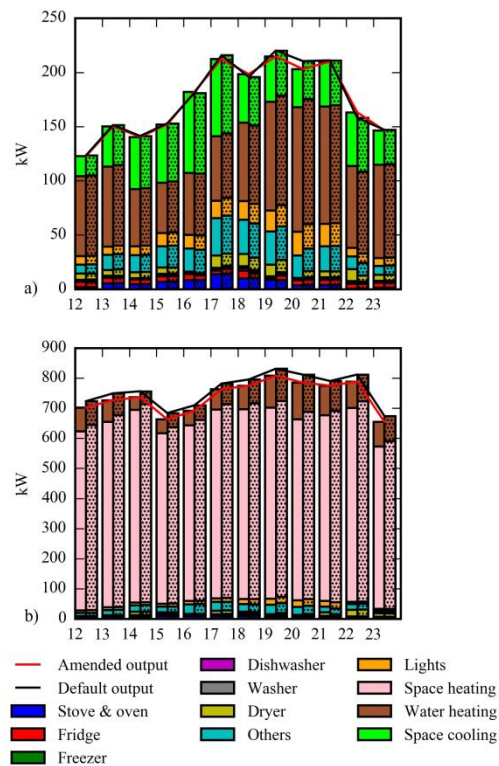 250
200
150
100
50
0
kW
a)
12 13 14 15 16 17 18 19 20 21 22 23
900
800
700
600
500
400
300
200
100
0
kW
b)
12 13 14 15 16 17 18 19 20 21 22 23
Amended output Dishwasher Lights
Default output Washer Space heating
Stove & oven Dryer Water heating
Fridge Others Space cooling
Freezer